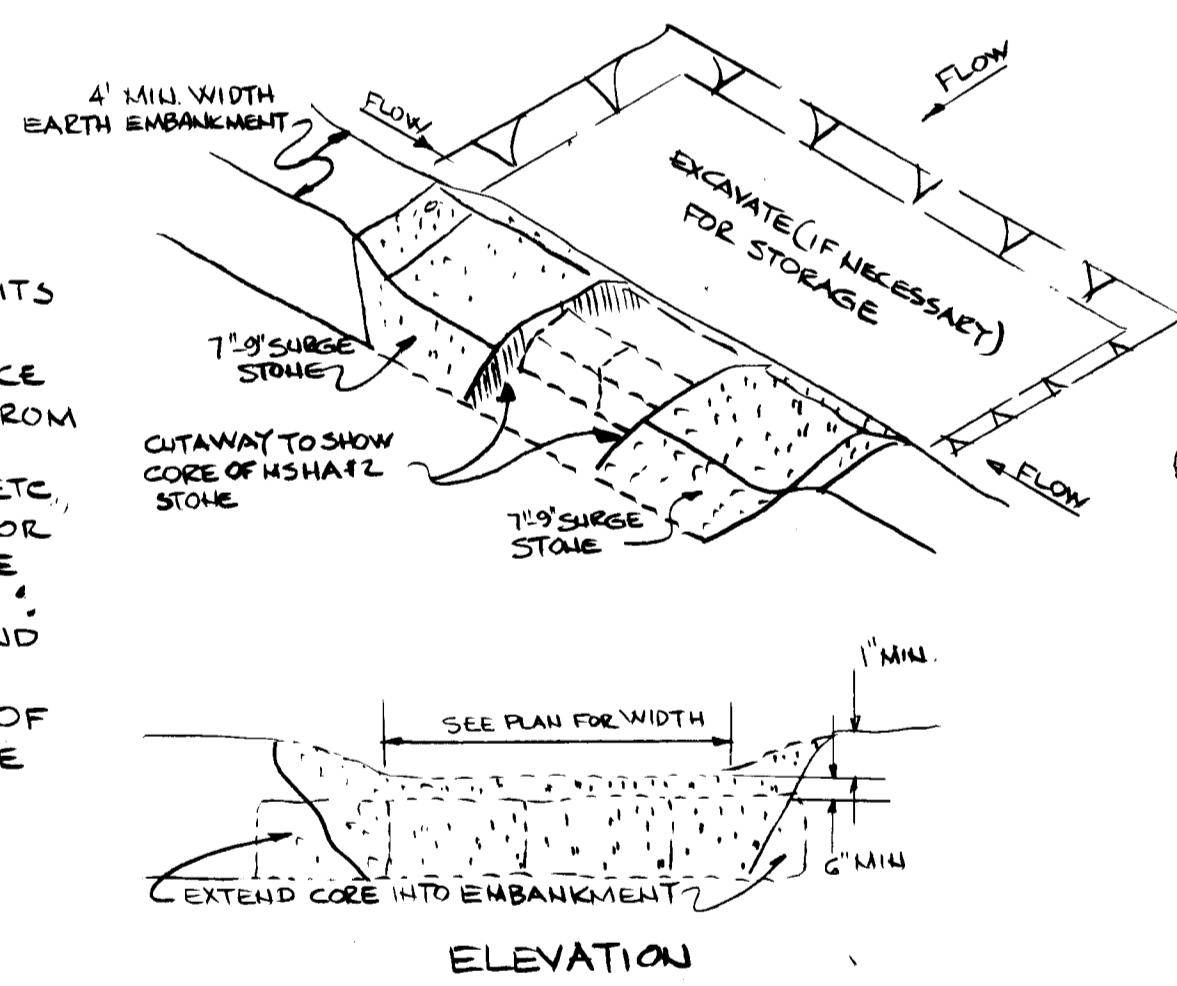 4' MIN. WIDTH
EARTH EMBANKMENT
FLOW
FLOW
EXCAVATE (IF NECESSARY)
FOR STORAGE
ITS
CE
ROM
ETC.,
OR
E
ND
OF
E
7"-9" SURGE
STONE
CUTAWAY TO SHOW
CORE OF MSHA #2
STONE
7"-9" SURGE
STONE
FLOW
1" MIN.
SEE PLAN FOR WIDTH
6" MIN
EXTEND CORE INTO EMBANKMENT
ELEVATION